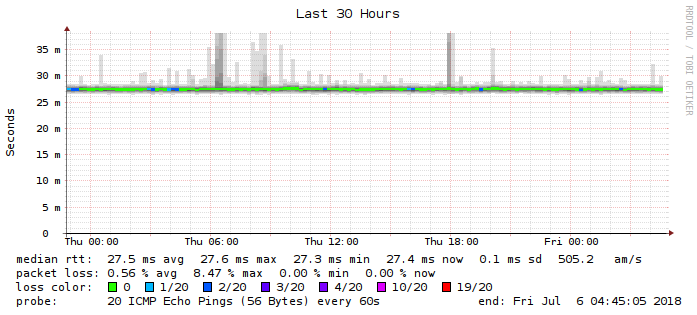 Last 30 Hours
RRDTOOL / TOBI OETIKER
Seconds
35 m
30 m
25 m
20 m
15 m
10 m
5 m
0
Thu 00:00 Thu 06:00 Thu 12:00 Thu 18:00 Fri 00:00
median rtt: 27.5 ms avg 27.6 ms max 27.3 ms min 27.4 ms now 0.1 ms sd 505.2 am/s
packet loss: 0.56 % avg 8.47 % max 0.00 % min 0.00 % now
loss color: 0 1/20 2/20 3/20 4/20 10/20 19/20
probe: 20 ICMP Echo Pings (56 Bytes) every 60s end: Fri Jul 6 04:45:05 2018